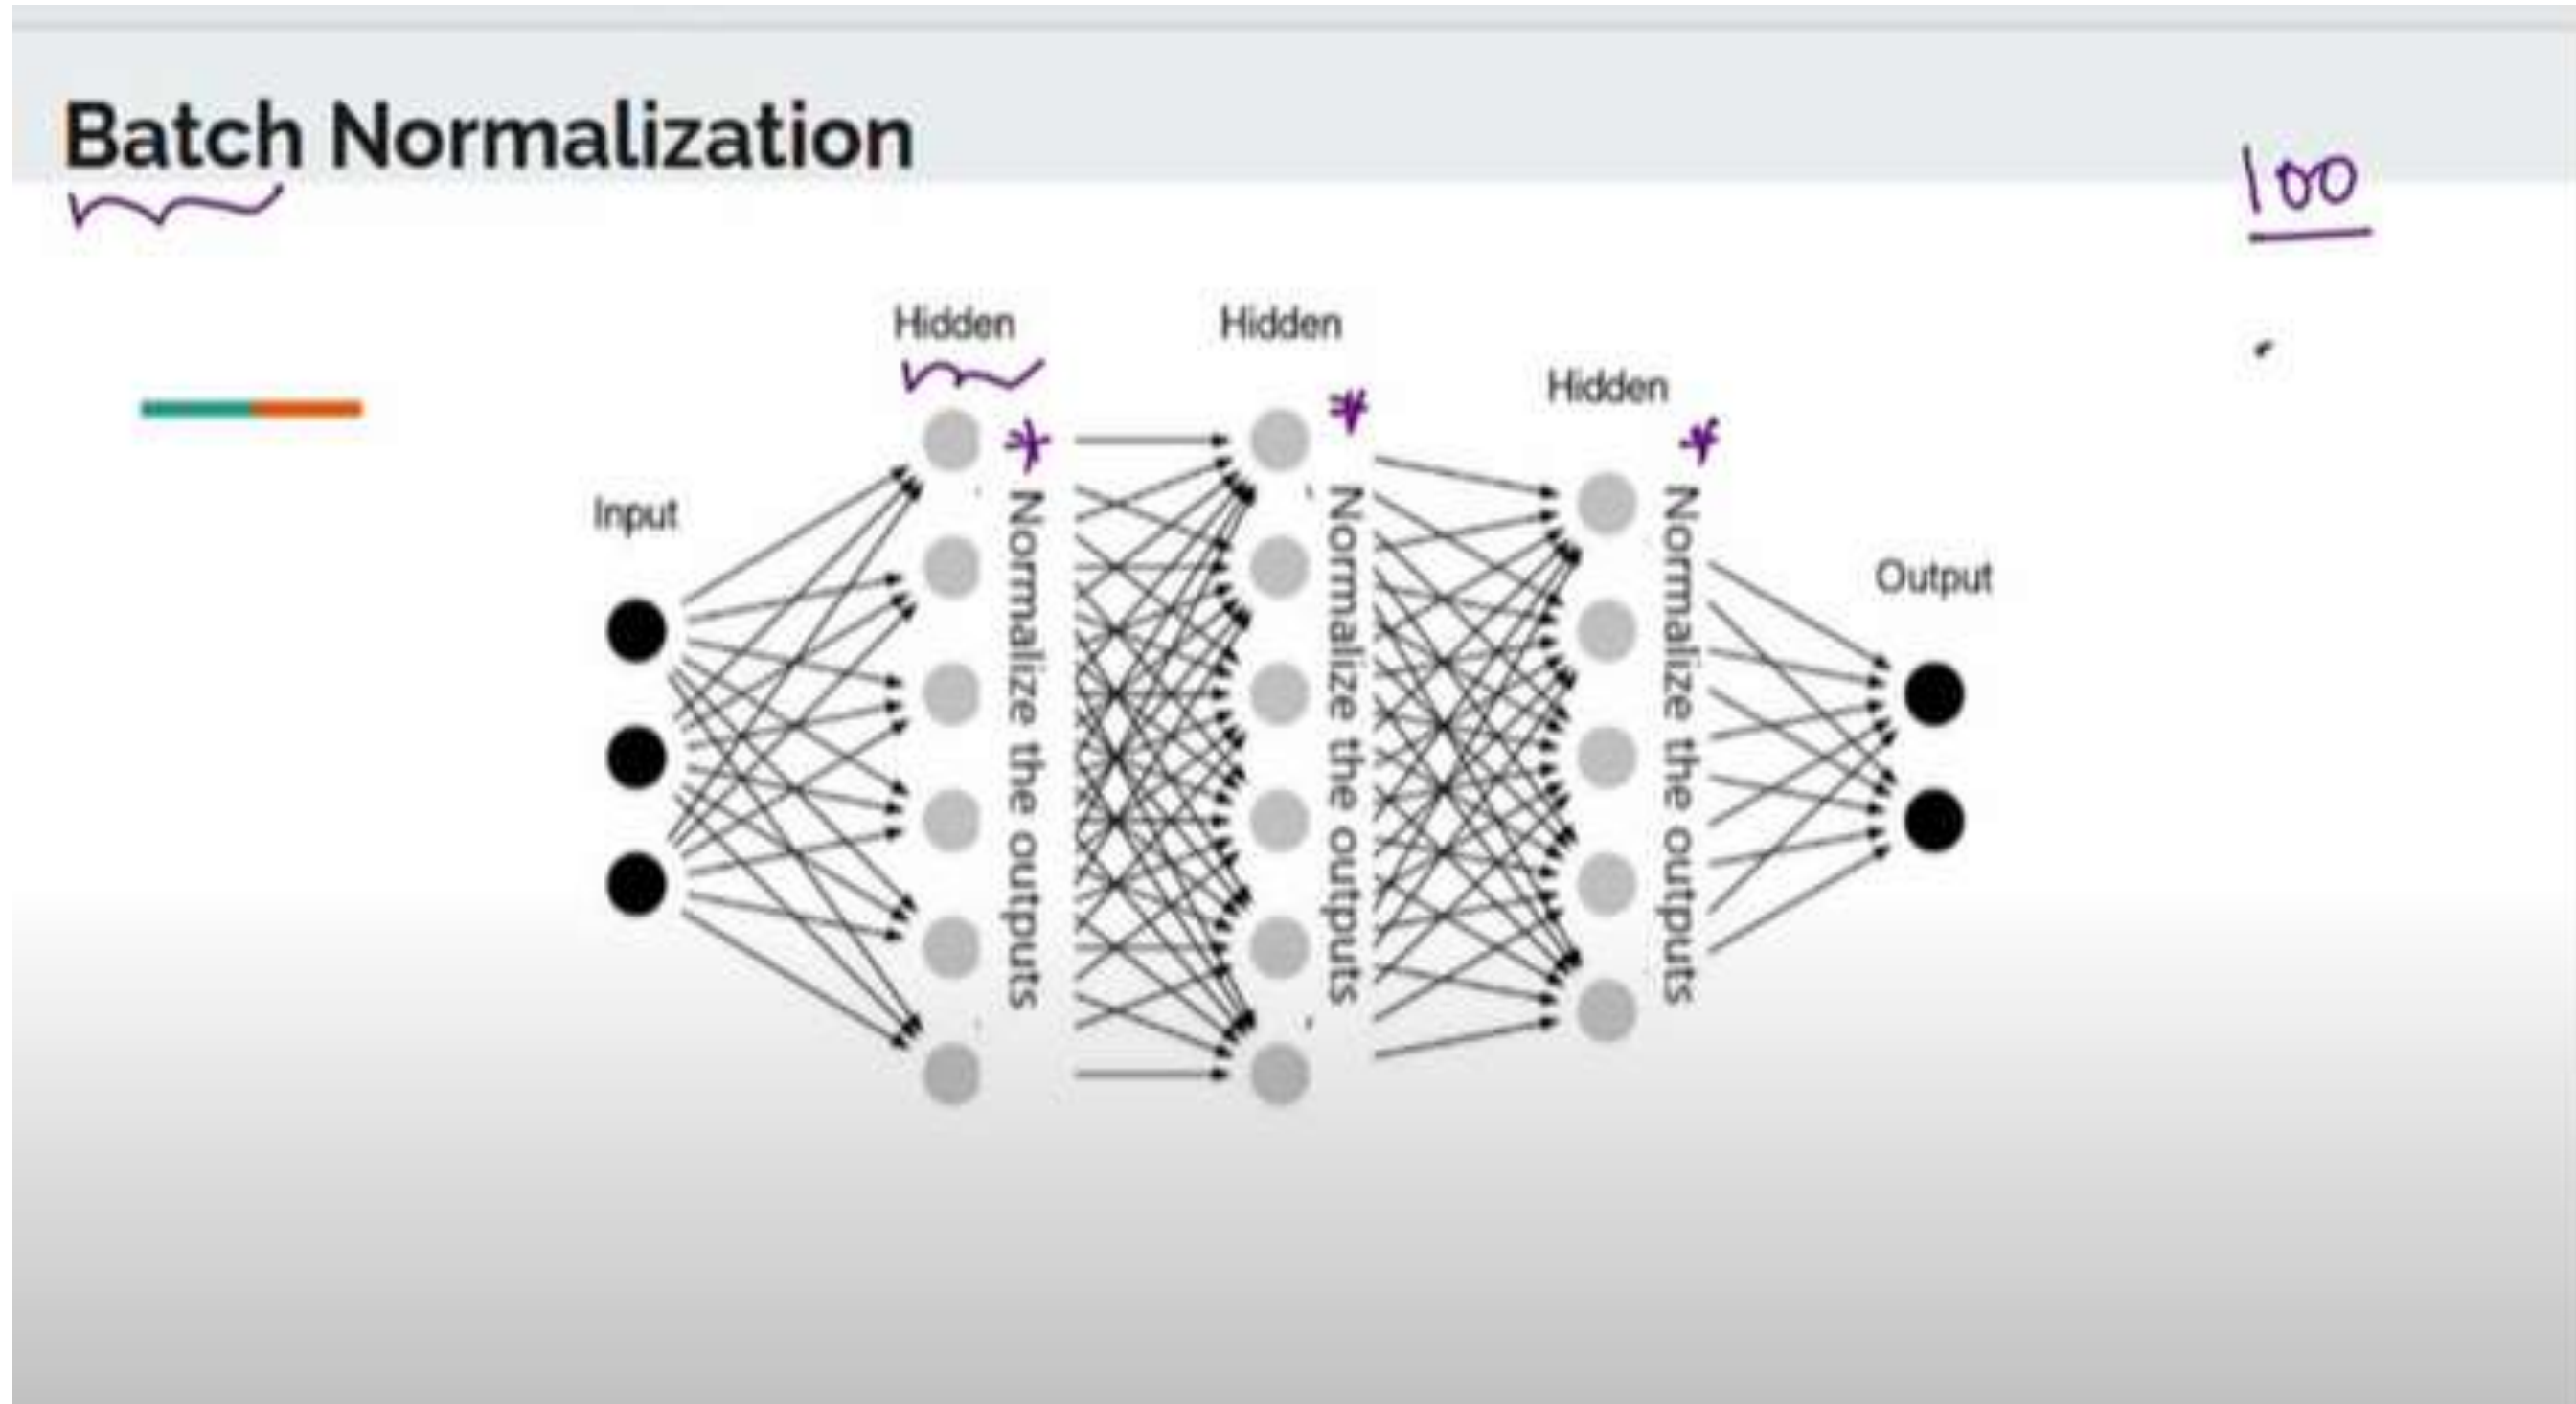 Batch Normalization
100
Hidden
Hidden
Hidden
Input
Output
Normalize the outputs
Normalize the outputs
Normalize the outputs